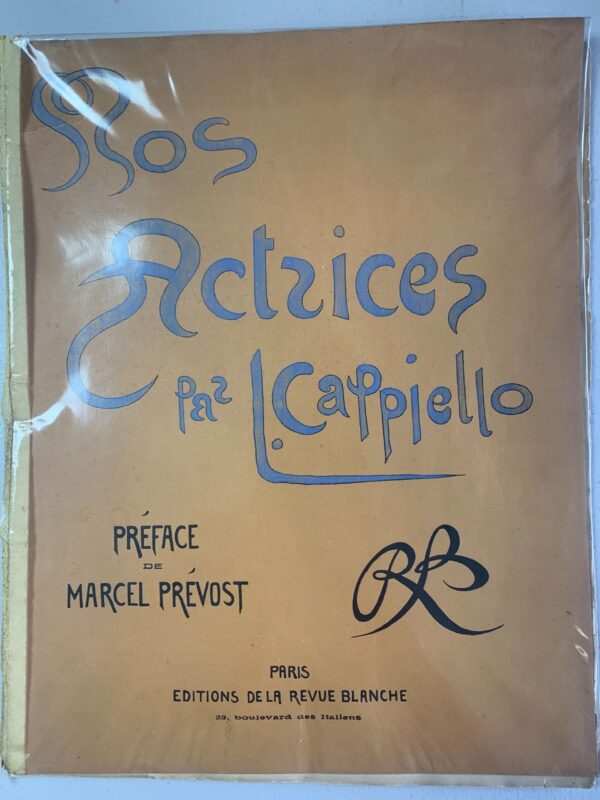 Nos
Actrices
par L. Cappiello
PRÉFACE
DE
MARCEL PRÉVOST
RB
PARIS
EDITIONS DE LA REVUE BLANCHE
23, boulevard des Italiens